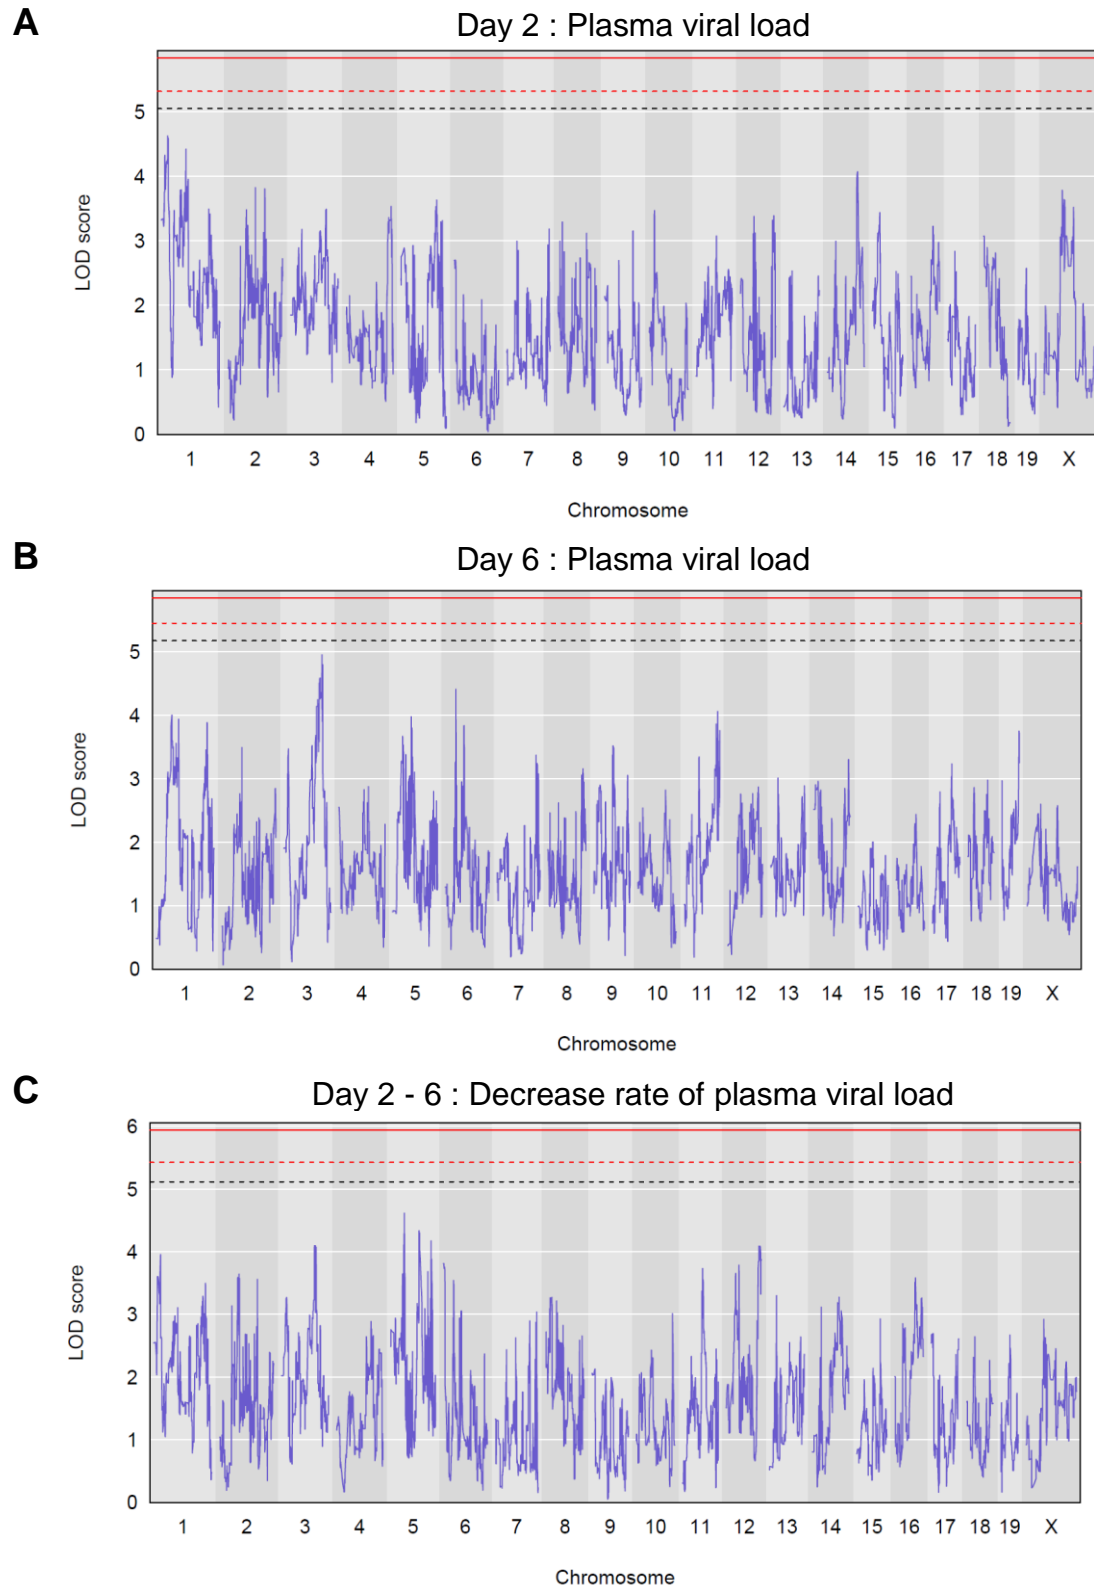 A
Day 2 : Plasma viral load
5
4
3
2
1
0
LOD score
1 2 3 4 5 6 7 8 9 10 11 12 13 14 15 16 17 18 19 X
Chromosome
B
Day 6 : Plasma viral load
5
4
3
2
1
0
LOD score
1 2 3 4 5 6 7 8 9 10 11 12 13 14 15 16 17 18 19 X
Chromosome
C
Day 2 - 6 : Decrease rate of plasma viral load
6
5
4
3
2
1
0
LOD score
1 2 3 4 5 6 7 8 9 10 11 12 13 14 15 16 17 18 19 X
Chromosome